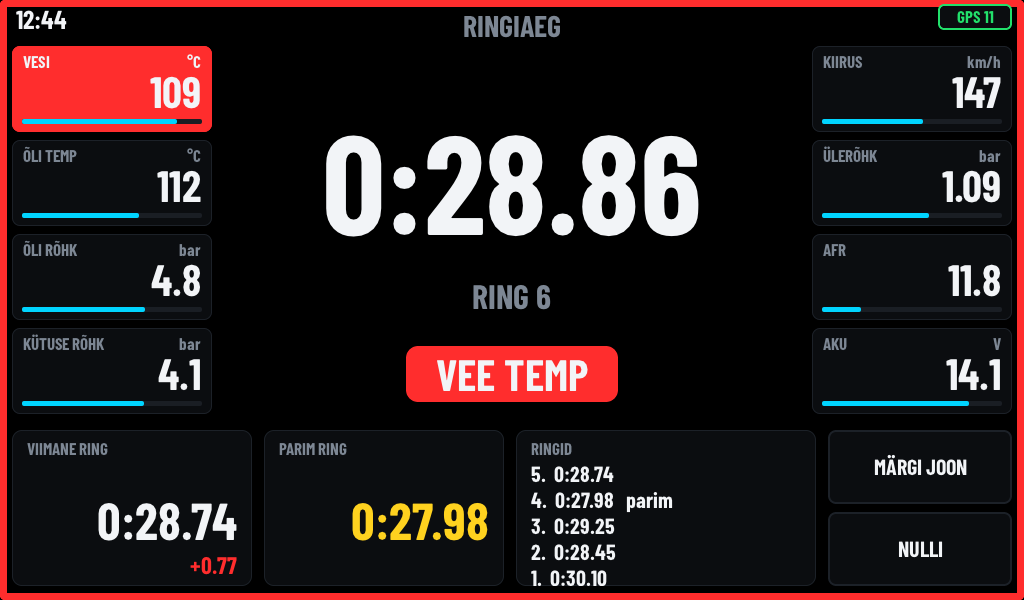 12:44
RINGIAEG
GPS 11
VESI °C
109
ÕLI TEMP °C
112
ÕLI RÕHK bar
4.8
KÜTUSE RÕHK bar
4.1
0:28.86
RING 6
VEE TEMP
KIIRUS km/h
147
ÜLERÕHK bar
1.09
AFR
11.8
AKU V
14.1
VIIMANE RING
0:28.74
+0.77
PARIM RING
0:27.98
RINGID
5. 0:28.74
4. 0:27.98 parim
3. 0:29.25
2. 0:28.45
1. 0:30.10
MÄRGI JOON
NULLI